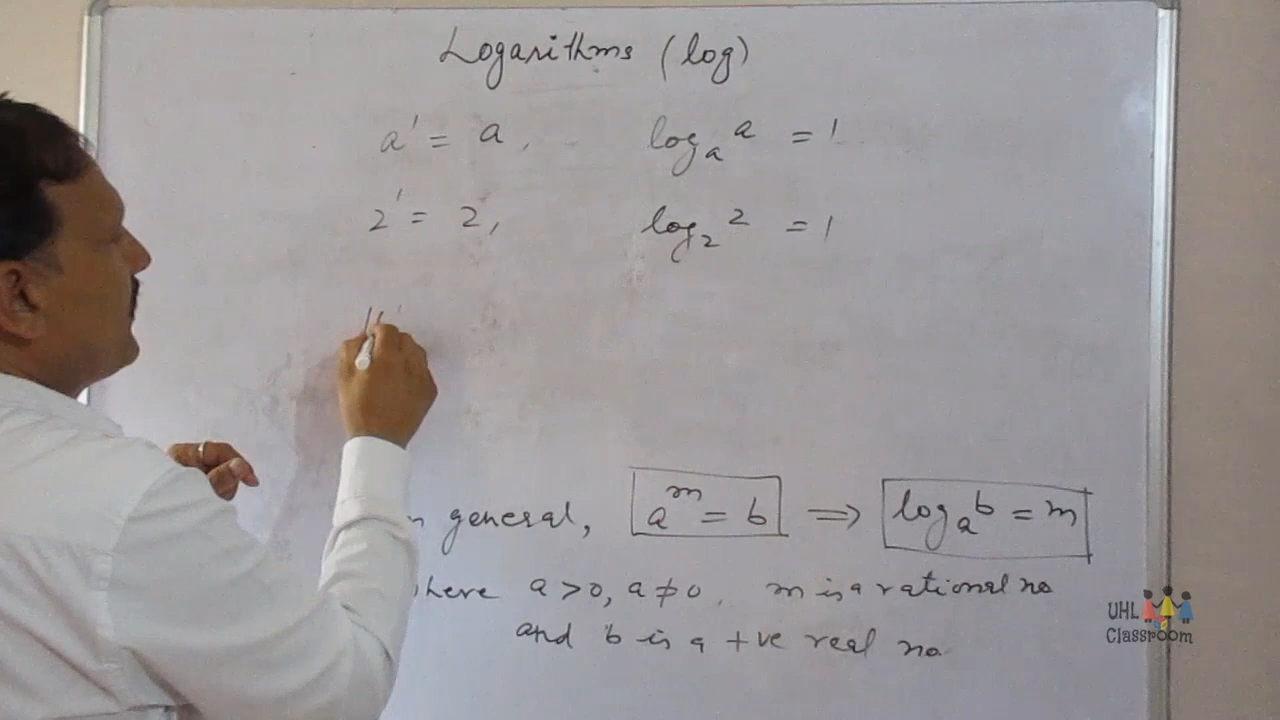 Logarithms (log)
a¹ = a, logₐ a = 1
2¹ = 2, log₂ 2 = 1
general, aᵐ = b ⟹ logₐ b = m
here a > 0, a ≠ 0, m is a rational no
and b is a +ve real no.
UHL
Classroom